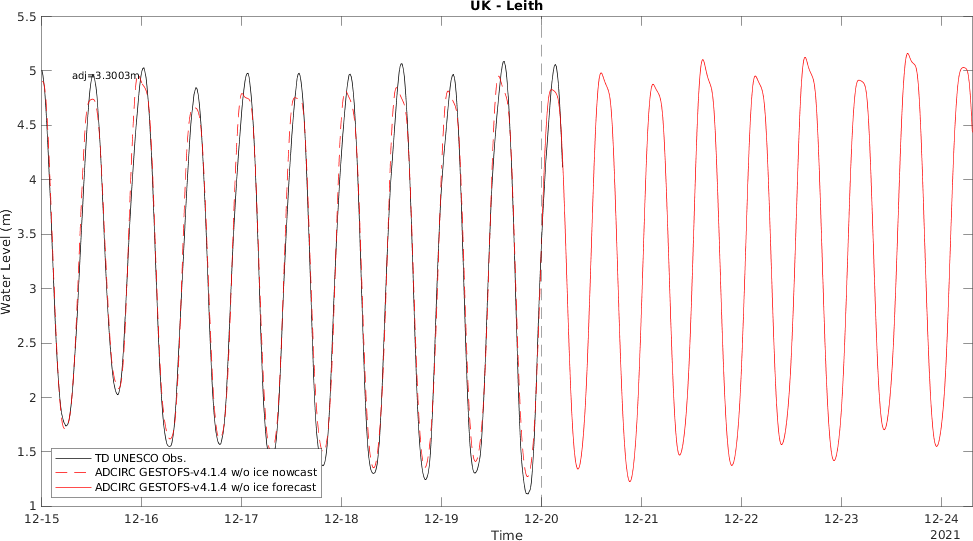 UK - Leith
5.5
5
4.5
4
3.5
3
2.5
2
1.5
1
Water Level (m)
adj=3.3003m
TD UNESCO Obs.
ADCIRC GESTOFS-v4.1.4 w/o ice nowcast
ADCIRC GESTOFS-v4.1.4 w/o ice forecast
12-15 12-16 12-17 12-18 12-19 12-20 12-21 12-22 12-23 12-24
Time 2021